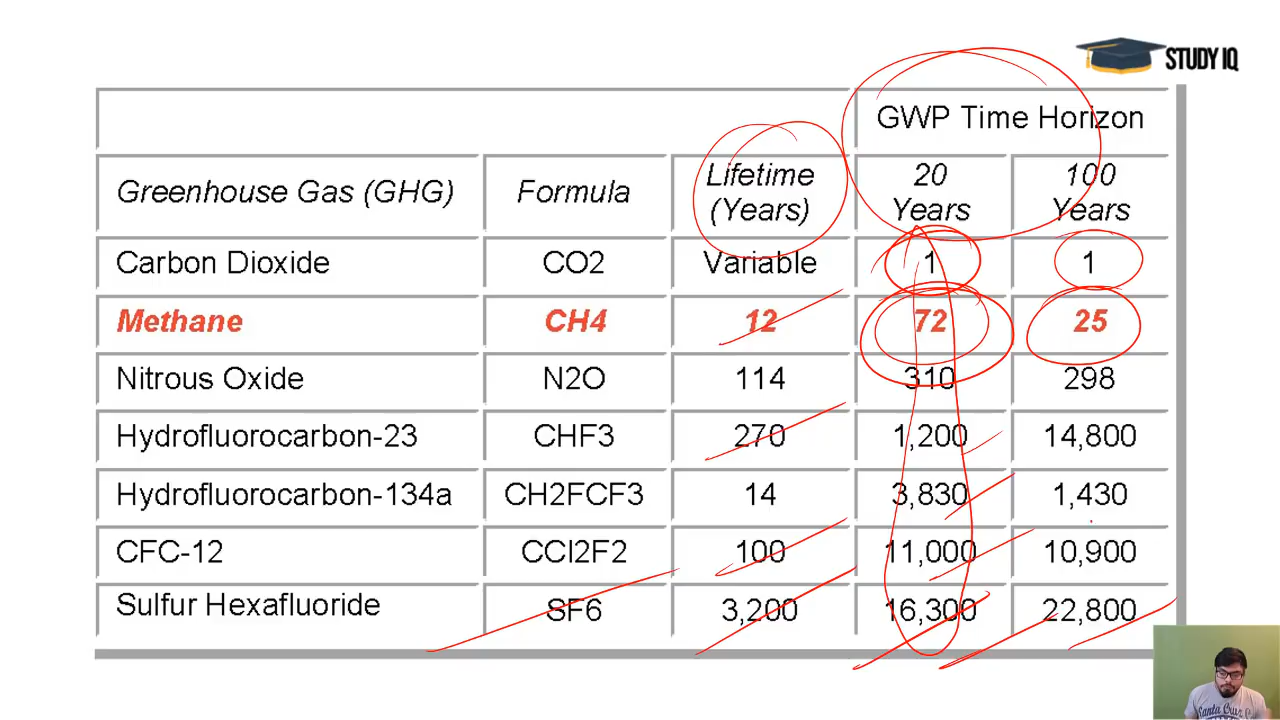 STUDY IQ
GWP Time Horizon
Greenhouse Gas (GHG) Formula Lifetime (Years) 20 Years 100 Years
Carbon Dioxide CO2 Variable 1 1
Methane CH4 12 72 25
Nitrous Oxide N2O 114 310 298
Hydrofluorocarbon-23 CHF3 270 1,200 14,800
Hydrofluorocarbon-134a CH2FCF3 14 3,830 1,430
CFC-12 CCl2F2 100 11,000 10,900
Sulfur Hexafluoride SF6 3,200 16,300 22,800
Santa Cruz